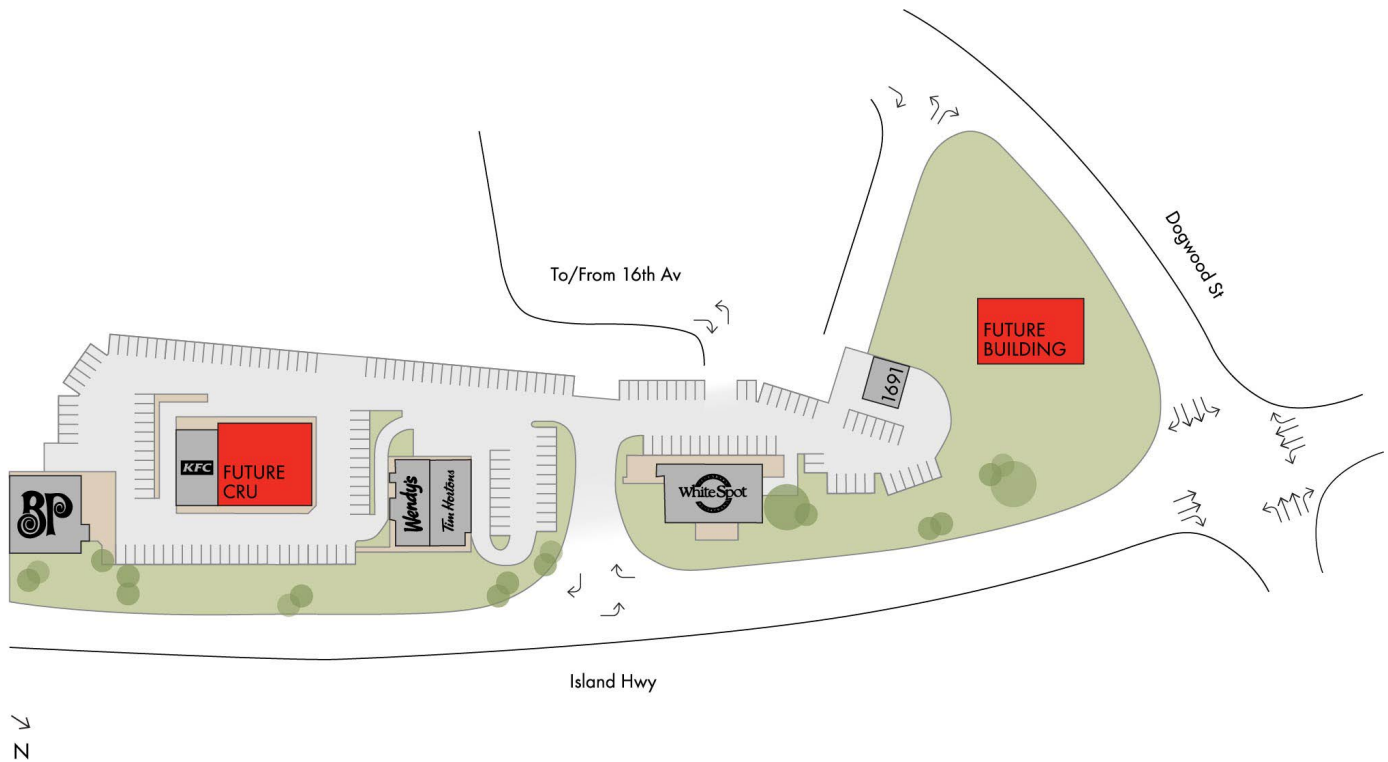 Dogwood St
To/From 16th Av
FUTURE
BUILDING
1691
KFC
FUTURE
CRU
BP
Wendy's
Tim Hortons
White Spot
Island Hwy
N